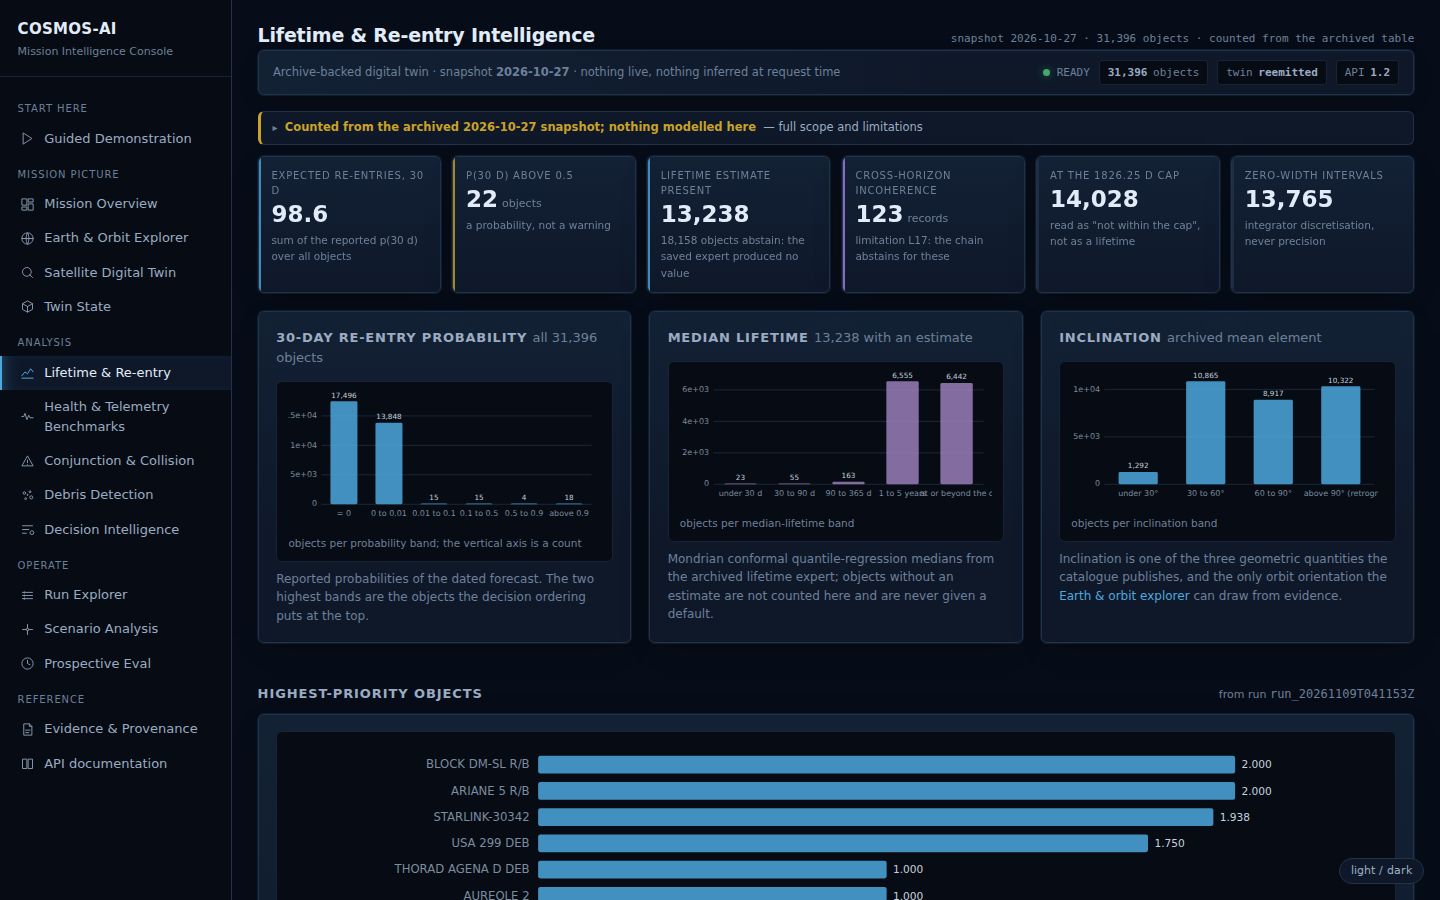 COSMOS-AI
Mission Intelligence Console
START HERE
Guided Demonstration
MISSION PICTURE
Mission Overview
Earth & Orbit Explorer
Satellite Digital Twin
Twin State
ANALYSIS
Lifetime & Re-entry
Health & Telemetry
Benchmarks
Conjunction & Collision
Debris Detection
Decision Intelligence
OPERATE
Run Explorer
Scenario Analysis
Prospective Eval
REFERENCE
Evidence & Provenance
API documentation
Lifetime & Re-entry Intelligence
snapshot 2026-10-27 · 31,396 objects · counted from the archived table
Archive-backed digital twin · snapshot 2026-10-27 · nothing live, nothing inferred at request time
READY
31,396 objects
twin reemitted
API 1.2
▸ Counted from the archived 2026-10-27 snapshot; nothing modelled here — full scope and limitations
EXPECTED RE-ENTRIES, 30
D
98.6
sum of the reported p(30 d)
over all objects
P(30 D) ABOVE 0.5
22 objects
a probability, not a warning
LIFETIME ESTIMATE
PRESENT
13,238
18,158 objects abstain: the
saved expert produced no
value
CROSS-HORIZON
INCOHERENCE
123 records
limitation L17: the chain
abstains for these
AT THE 1826.25 D CAP
14,028
read as "not within the cap",
not as a lifetime
ZERO-WIDTH INTERVALS
13,765
integrator discretisation,
never precision
30-DAY RE-ENTRY PROBABILITY all 31,396
objects
17,496
13,848
15
15
4
18
.5e+04
1e+04
5e+03
0
= 0
0 to 0.01
0.01 to 0.1
0.1 to 0.5
0.5 to 0.9
above 0.9
objects per probability band; the vertical axis is a count
Reported probabilities of the dated forecast. The two
highest bands are the objects the decision ordering
puts at the top.
MEDIAN LIFETIME 13,238 with an estimate
6e+03
4e+03
2e+03
0
23
55
163
6,555
6,442
under 30 d
30 to 90 d
90 to 365 d
1 to 5 years
at or beyond the c
objects per median-lifetime band
Mondrian conformal quantile-regression medians from
the archived lifetime expert; objects without an
estimate are not counted here and are never given a
default.
INCLINATION archived mean element
1e+04
5e+03
0
1,292
10,865
8,917
10,322
under 30°
30 to 60°
60 to 90°
above 90° (retrogr
objects per inclination band
Inclination is one of the three geometric quantities the
catalogue publishes, and the only orbit orientation the
Earth & orbit explorer can draw from evidence.
HIGHEST-PRIORITY OBJECTS
from run run_20261109T041153Z
BLOCK DM-SL R/B
2.000
ARIANE 5 R/B
2.000
STARLINK-30342
1.938
USA 299 DEB
1.750
THORAD AGENA D DEB
1.000
AUREOLE 2
1.000
light / dark